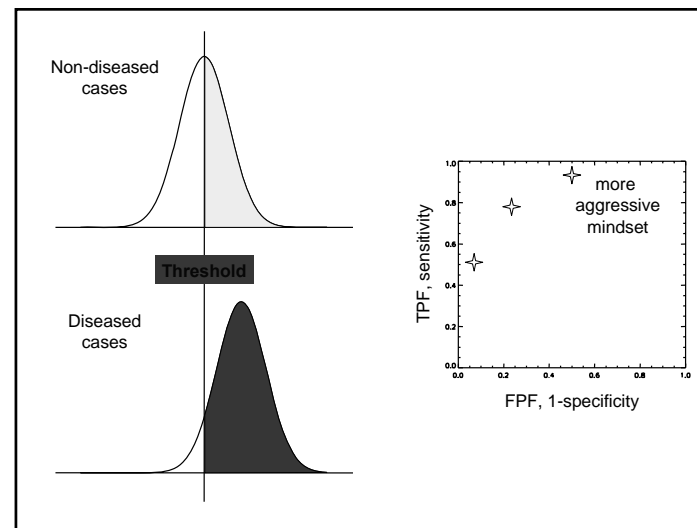 Non-diseased
cases
Threshold
Diseased
cases
TPF, sensitivity
1.0
0.8
0.6
0.4
0.2
0.0
0.0
0.2
0.4
0.6
0.8
1.0
FPF, 1-specificity
more
aggressive
mindset